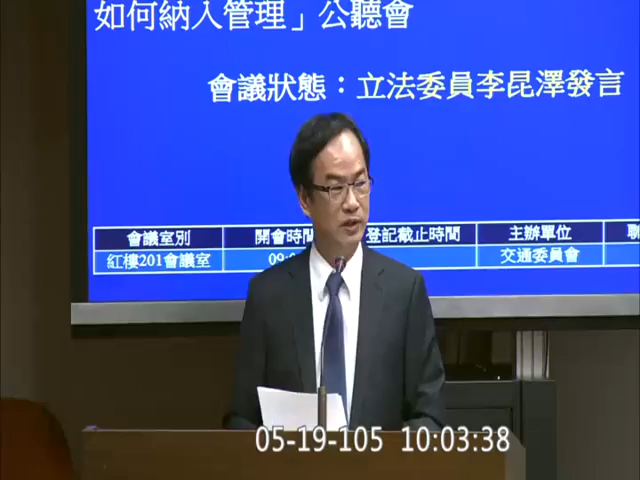 如何納入管理」公聽會
會議狀態：立法委員李昆澤發言
會議室別 開會時間 登記截止時間 主辦單位
紅樓201會議室 09: 交通委員會
05-19-105 10:03:38